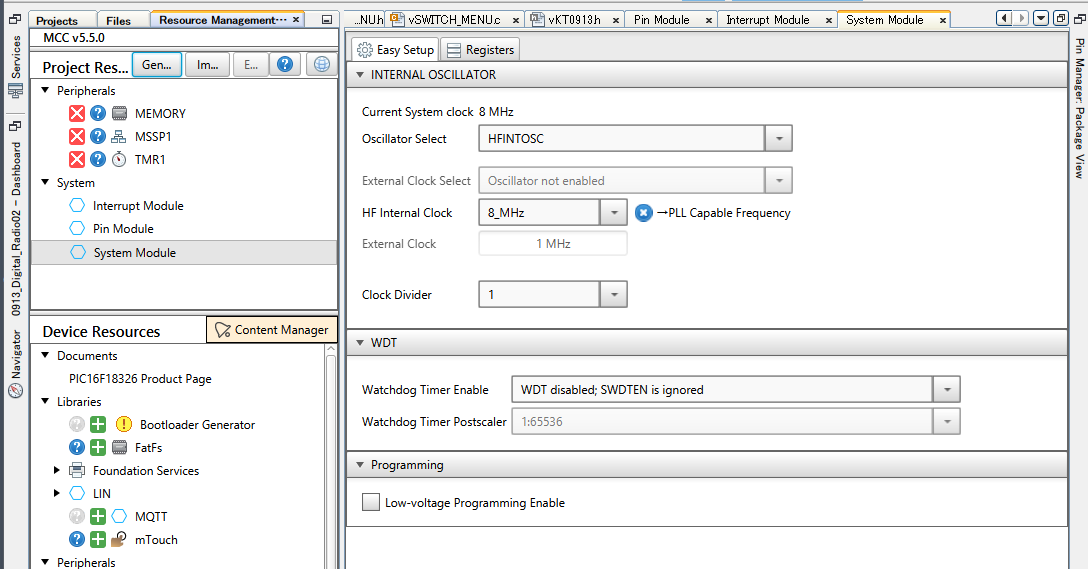 Projects
Files
Resource Management···
MCC v5.5.0
Project Res...
Gen...
Im...
E...
Peripherals
MEMORY
MSSP1
TMR1
System
Interrupt Module
Pin Module
System Module
Device Resources
Content Manager
Documents
PIC16F18326 Product Page
Libraries
Bootloader Generator
FatFs
Foundation Services
LIN
MQTT
mTouch
Peripherals
Services
0913_Digital_Radio02 - Dashboard
Navigator
...NU.h
vSWITCH_MENU.c
vKT0913.h
Pin Module
Interrupt Module
System Module
Easy Setup
Registers
INTERNAL OSCILLATOR
Current System clock 8 MHz
Oscillator Select HFINTOSC
External Clock Select Oscillator not enabled
HF Internal Clock 8_MHz →PLL Capable Frequency
External Clock 1 MHz
Clock Divider 1
WDT
Watchdog Timer Enable WDT disabled; SWDTEN is ignored
Watchdog Timer Postscaler 1:65536
Programming
Low-voltage Programming Enable
Pin Manager: Package View